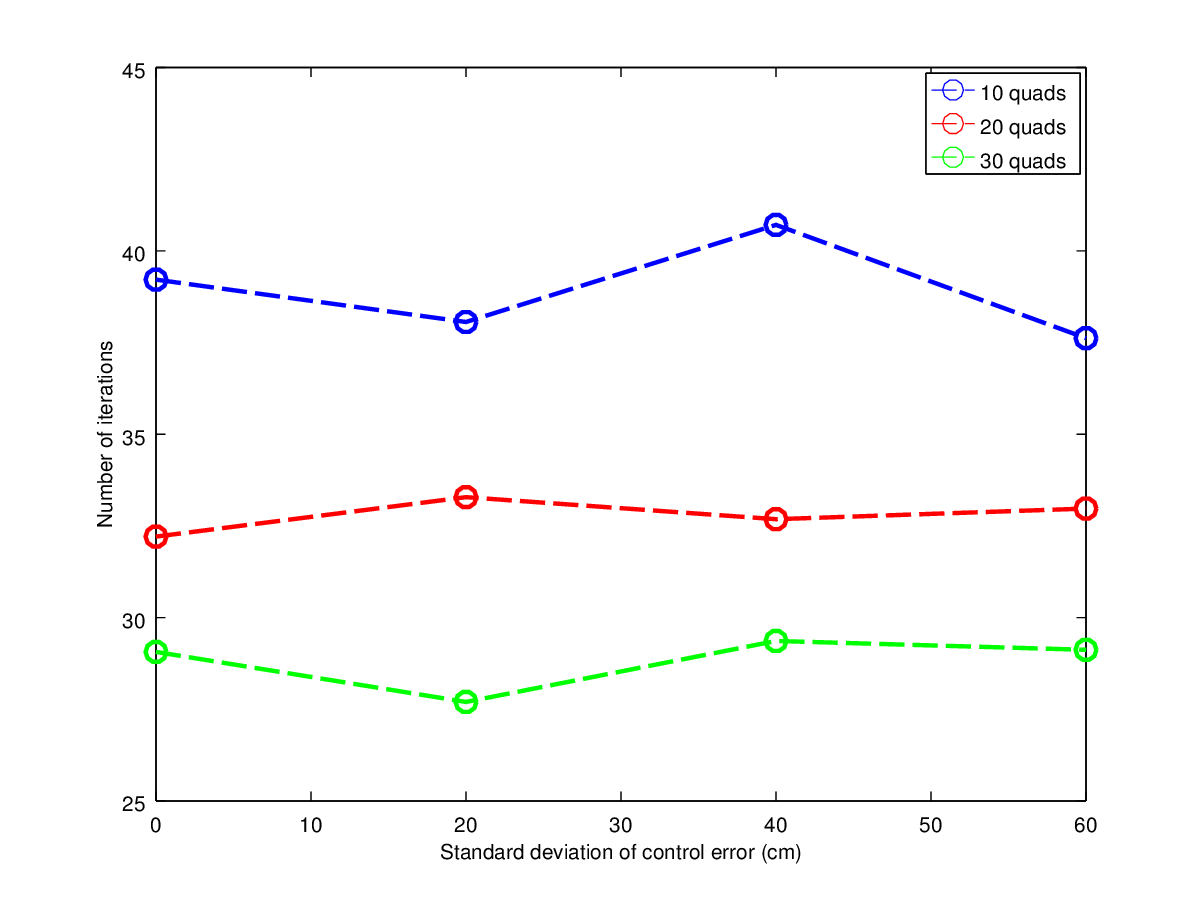 45
10 quads
20 quads
30 quads
40
35
30
25
Number of iterations
0 10 20 30 40 50 60
Standard deviation of control error (cm)